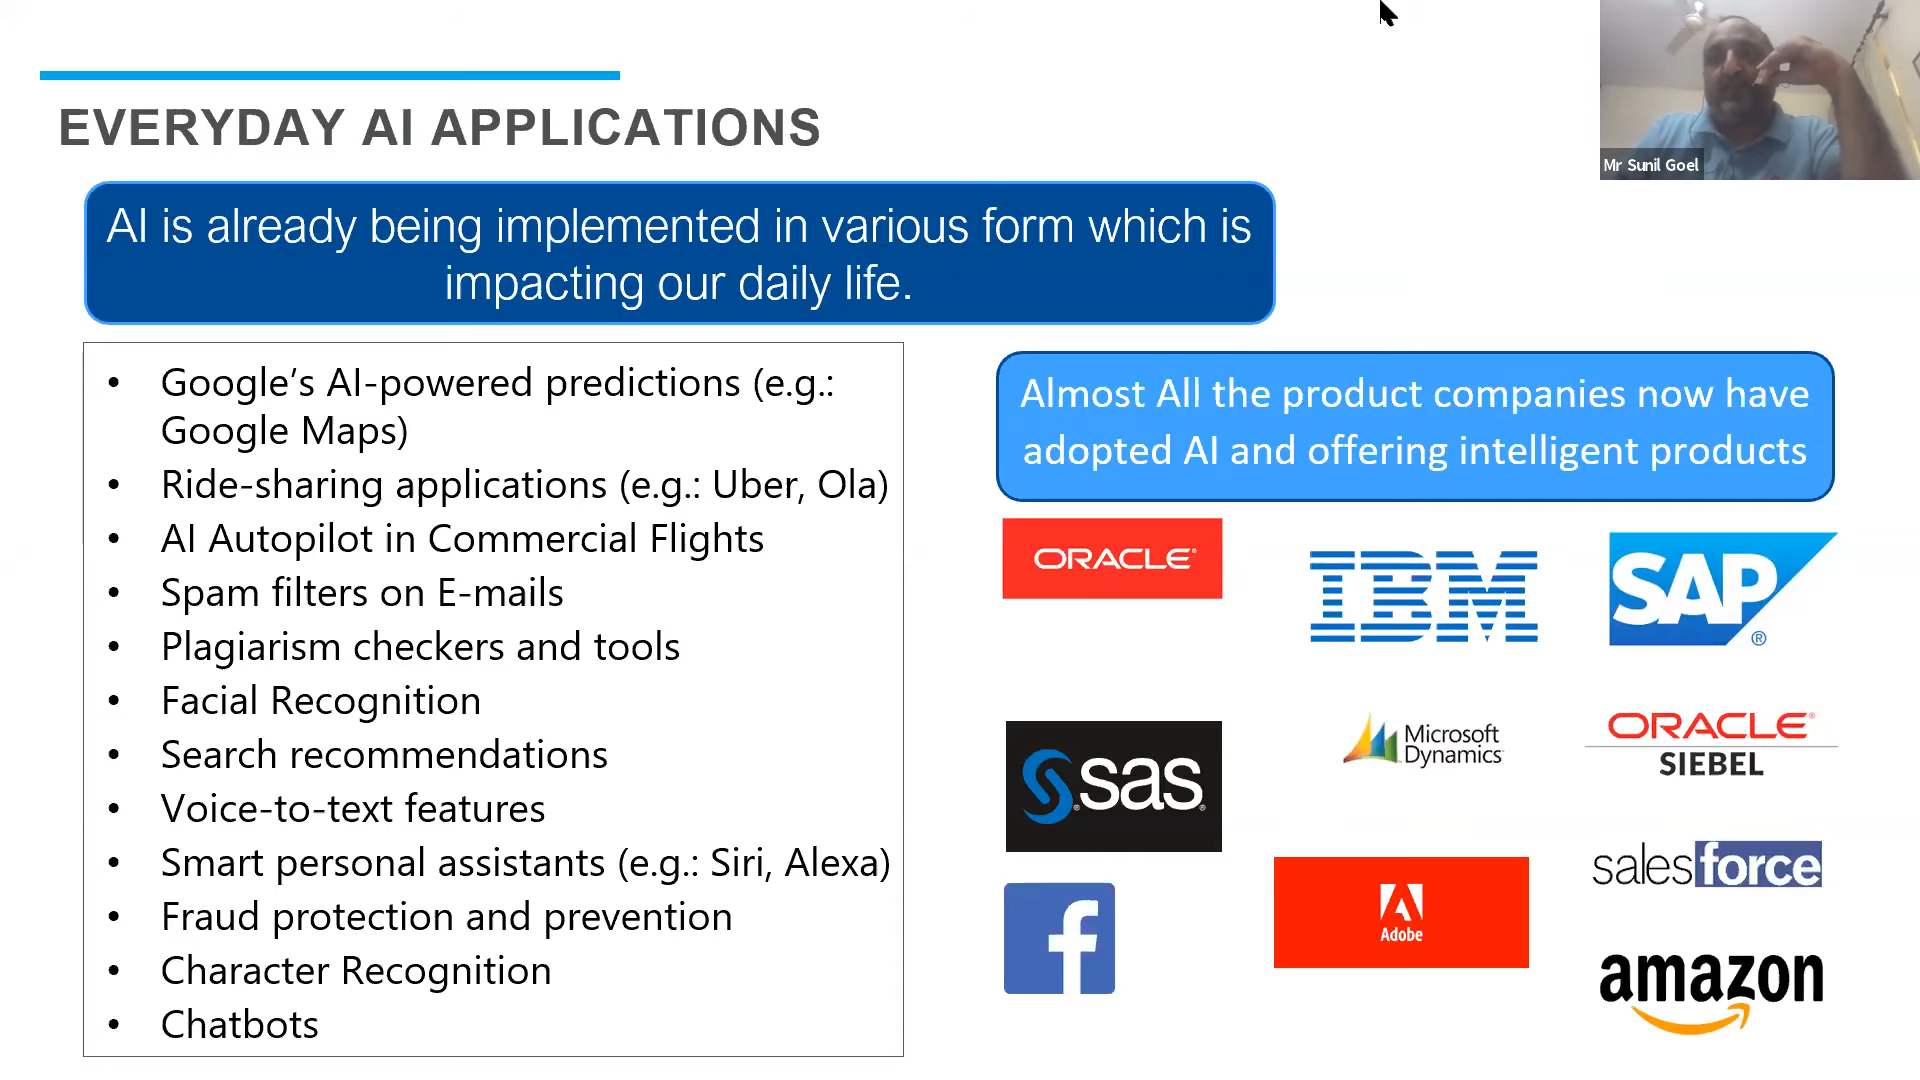 EVERYDAY AI APPLICATIONS
Mr Sunil Goel
AI is already being implemented in various form which is
impacting our daily life.
• Google’s AI-powered predictions (e.g.:
Google Maps)
• Ride-sharing applications (e.g.: Uber, Ola)
• AI Autopilot in Commercial Flights
• Spam filters on E-mails
• Plagiarism checkers and tools
• Facial Recognition
• Search recommendations
• Voice-to-text features
• Smart personal assistants (e.g.: Siri, Alexa)
• Fraud protection and prevention
• Character Recognition
• Chatbots
Almost All the product companies now have
adopted AI and offering intelligent products
ORACLE®
IBM
SAP®
sas®
Microsoft
Dynamics
ORACLE®
SIEBEL
salesforce
f
Adobe
amazon